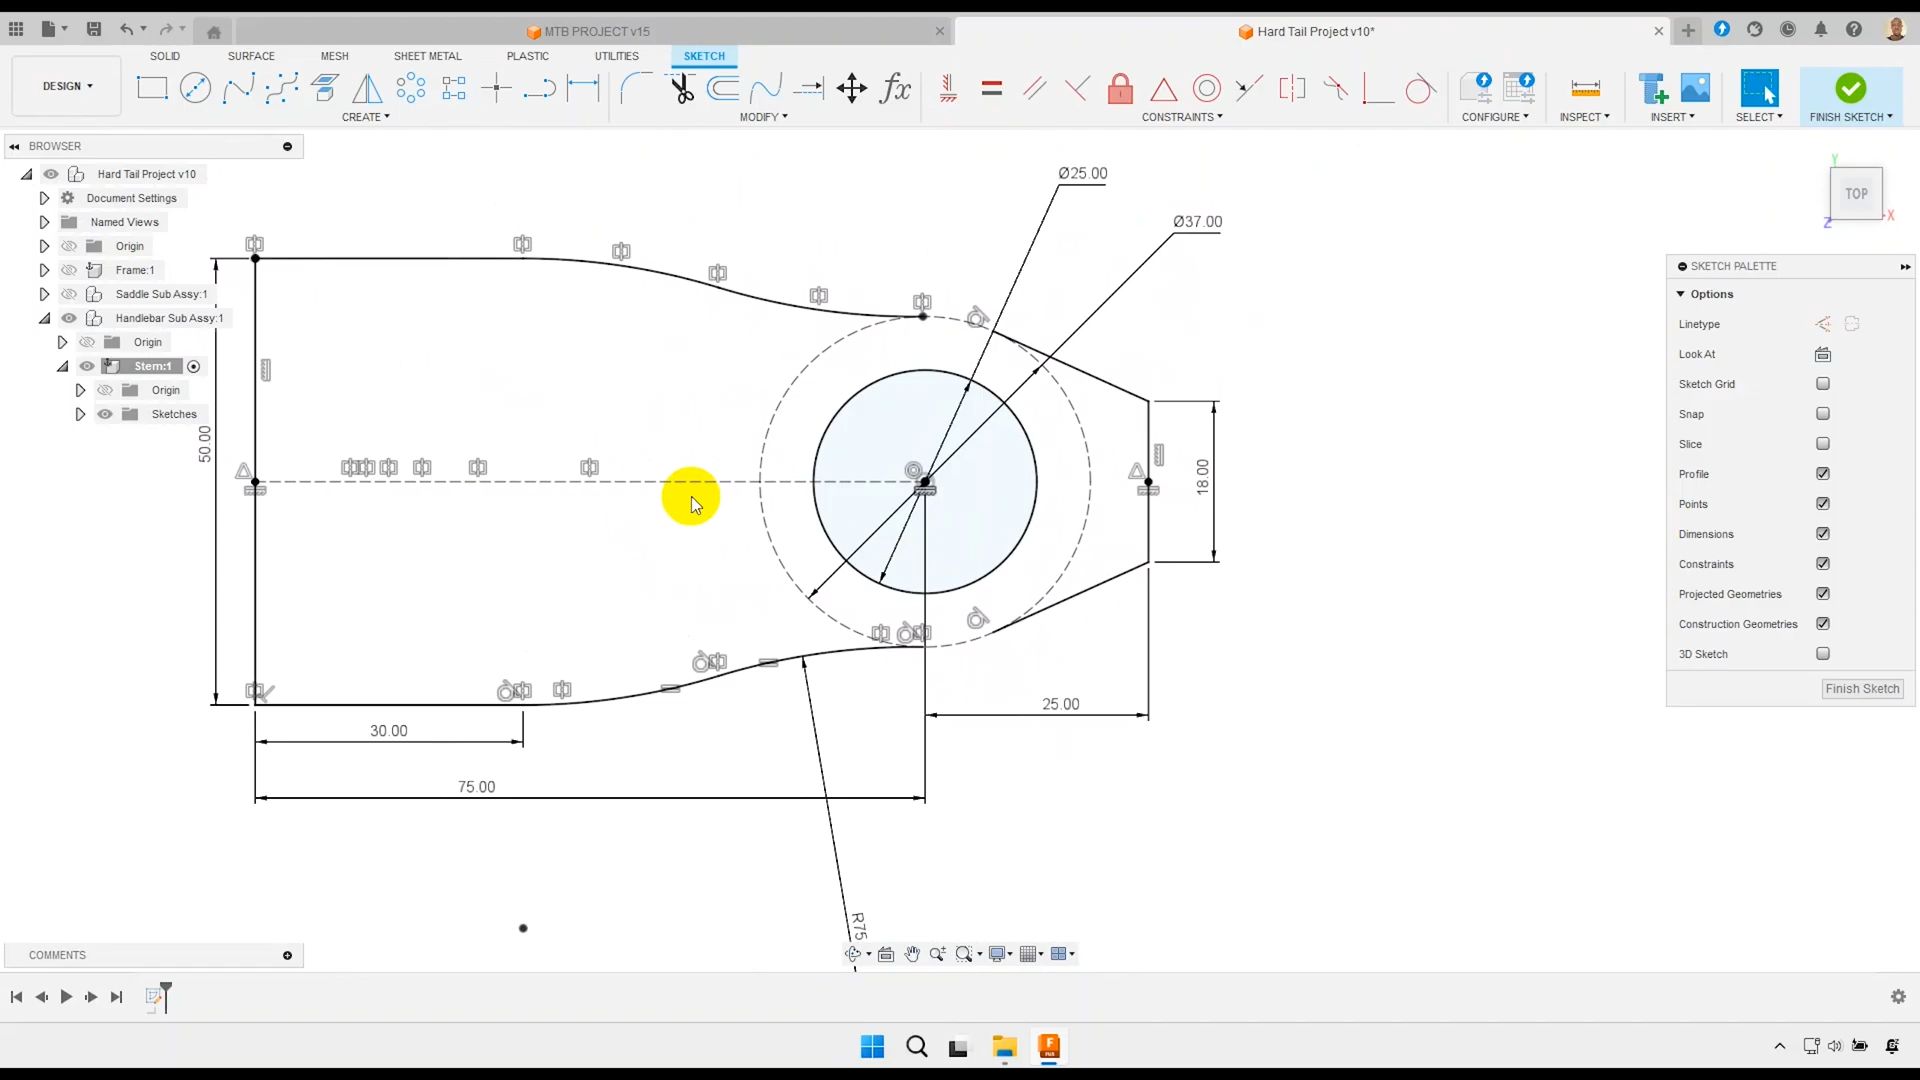 MTB PROJECT v15
Hard Tail Project v10*
SOLID
SURFACE
MESH
SHEET METAL
PLASTIC
UTILITIES
SKETCH
DESIGN
fx
CREATE
MODIFY
CONSTRAINTS
CONFIGURE
INSPECT
INSERT
SELECT
FINISH SKETCH
BROWSER
Hard Tail Project v10
Document Settings
Named Views
Origin
Frame:1
Saddle Sub Assy:1
Handlebar Sub Assy:1
Origin
Stem:1
Origin
Sketches
Ø25.00
Ø37.00
50.00
18.00
25.00
30.00
75.00
R75
Y
TOP
X
Z
SKETCH PALETTE
Options
Linetype
Look At
Sketch Grid
Snap
Slice
Profile
Points
Dimensions
Constraints
Projected Geometries
Construction Geometries
3D Sketch
Finish Sketch
COMMENTS